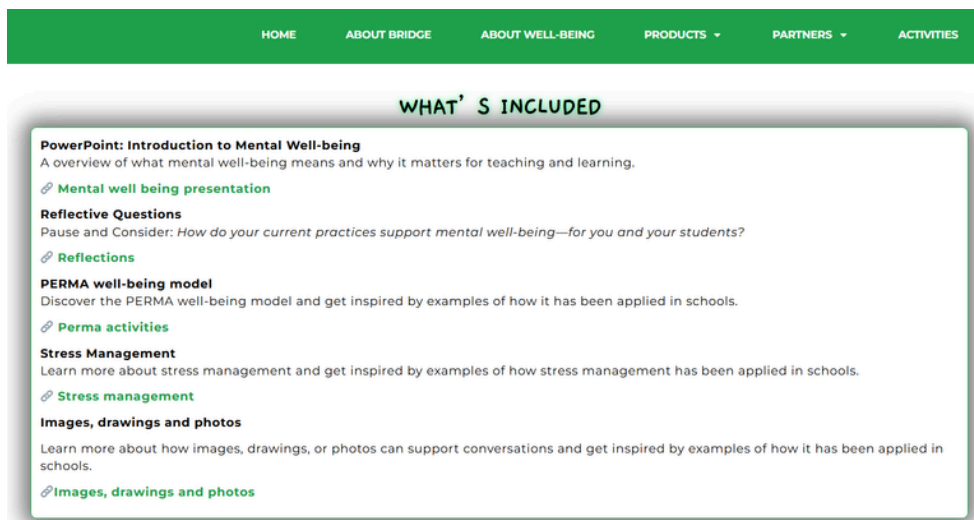 HOME ABOUT BRIDGE ABOUT WELL-BEING PRODUCTS PARTNERS ACTIVITIES
WHAT'S INCLUDED
PowerPoint: Introduction to Mental Well-being
A overview of what mental well-being means and why it matters for teaching and learning.
Mental well being presentation
Reflective Questions
Pause and Consider: How do your current practices support mental well-being—for you and your students?
Reflections
PERMA well-being model
Discover the PERMA well-being model and get inspired by examples of how it has been applied in schools.
Perma activities
Stress Management
Learn more about stress management and get inspired by examples of how stress management has been applied in schools.
Stress management
Images, drawings and photos
Learn more about how images, drawings, or photos can support conversations and get inspired by examples of how it has been applied in
schools.
Images, drawings and photos